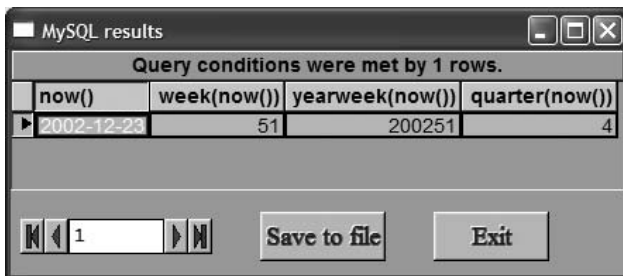 MySQL results
Query conditions were met by 1 rows.
now() week(now()) yearweek(now()) quarter(now())
2002-12-23 51 200251 4
1 Save to file Exit